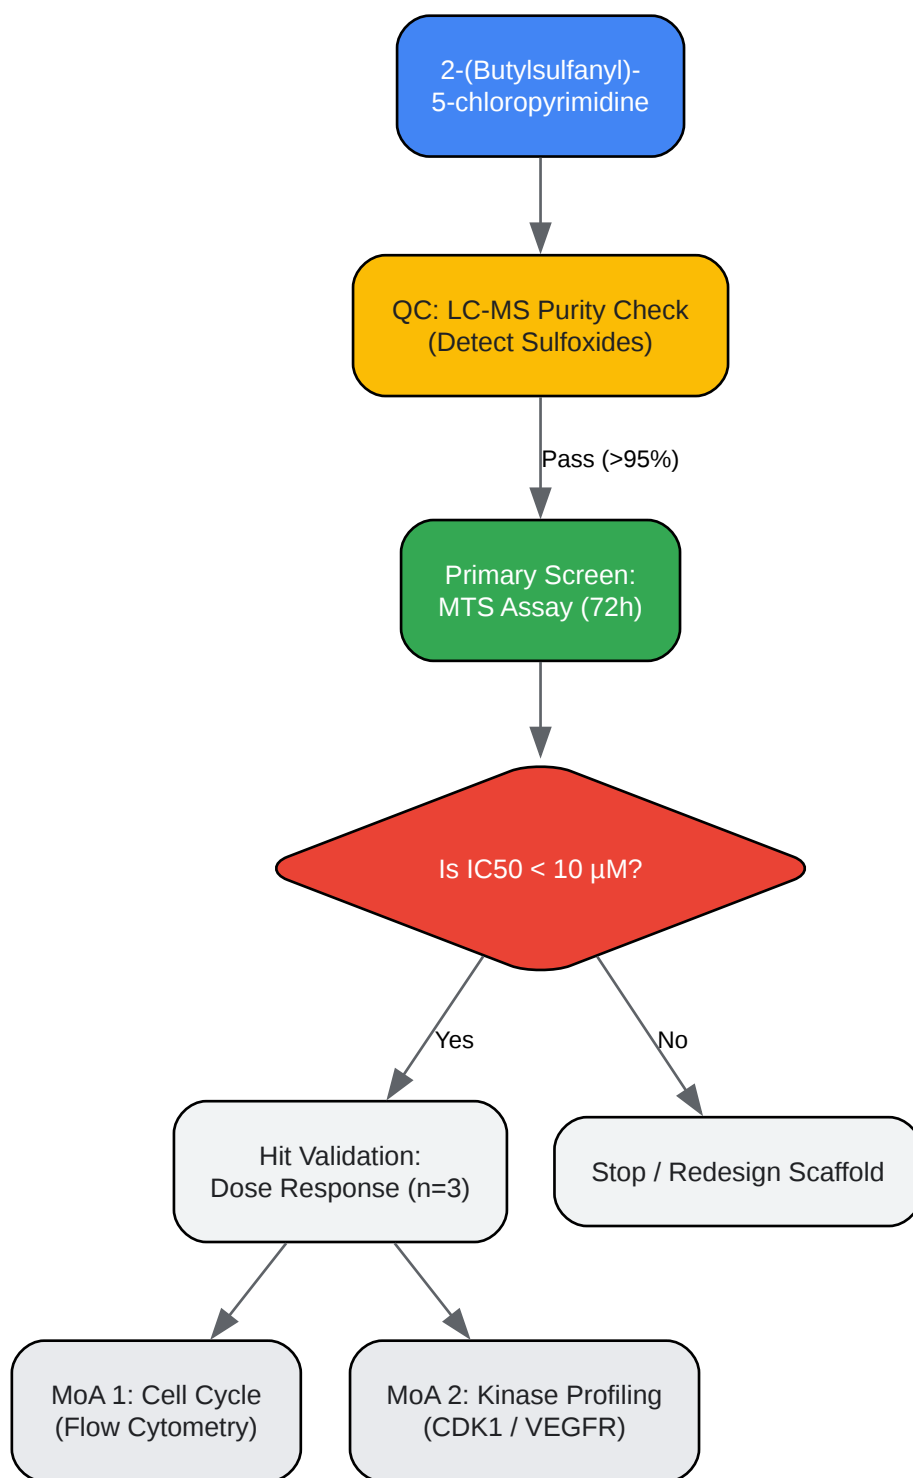 2-(Butylsulfanyl)-
5-chloropyrimidine
QC: LC-MS Purity Check
(Detect Sulfoxides)
Pass (>95%)
Primary Screen:
MTS Assay (72h)
Is IC50 < 10 µM?
Yes
No
Hit Validation:
Dose Response (n=3)
Stop / Redesign Scaffold
MoA 1: Cell Cycle
(Flow Cytometry)
MoA 2: Kinase Profiling
(CDK1 / VEGFR)